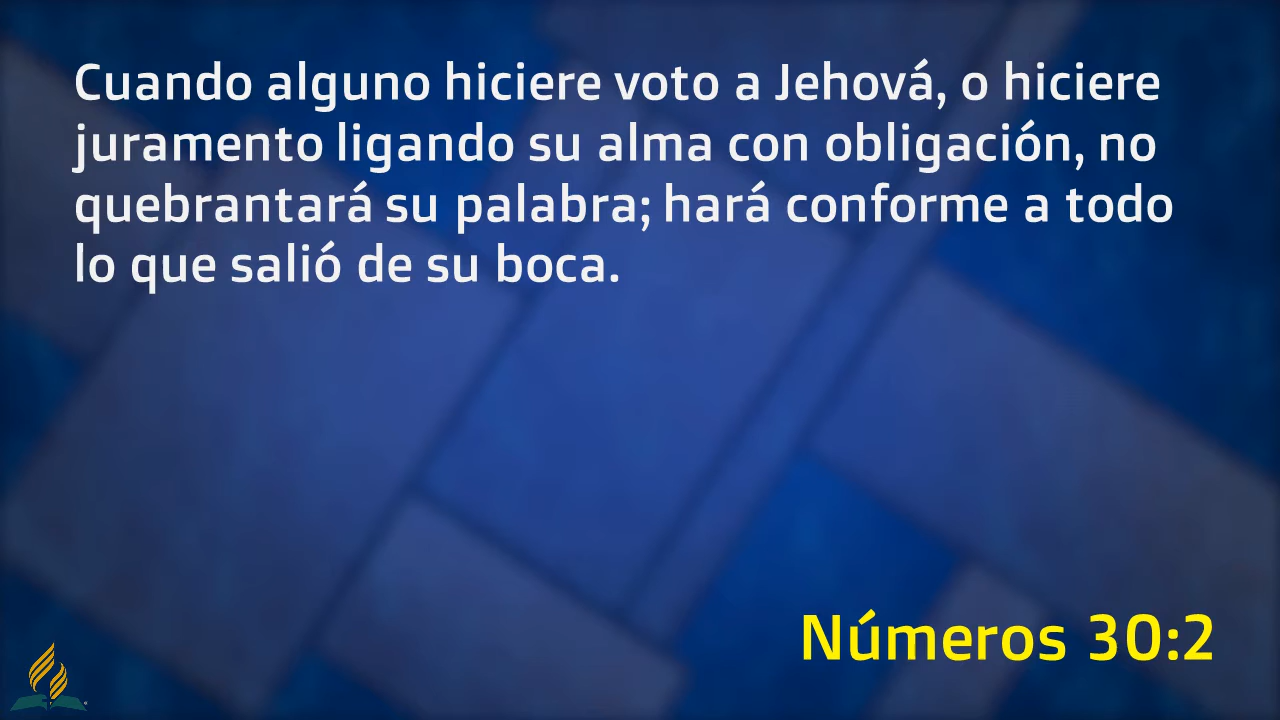 Cuando alguno hiciere voto a Jehová, o hiciere
juramento ligando su alma con obligación, no
quebrantará su palabra; hará conforme a todo
lo que salió de su boca.
Números 30:2